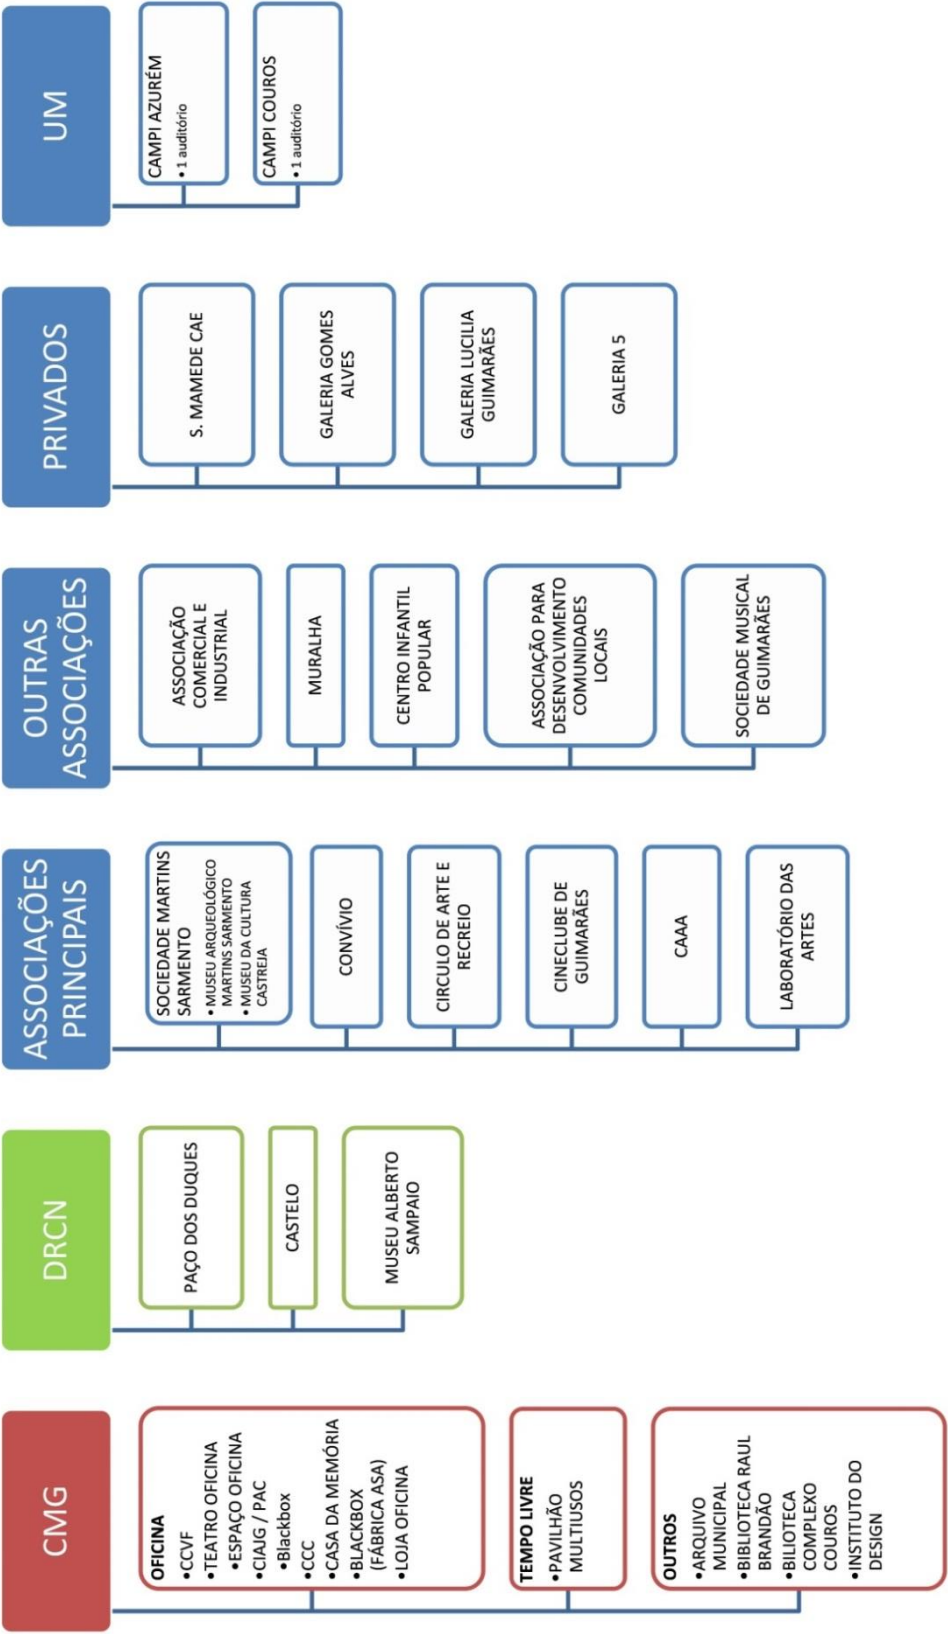 CMG
OFICINA
•CCVF
•TEATRO OFICINA
•ESPAÇO OFICINA
•CIAJG / PAC
•Blackbox
•CCC
•CASA DA MEMÓRIA
•BLACKBOX
(FÁBRICA ASA)
•LOJA OFICINA
TEMPO LIVRE
•PAVILHÃO
MULTIUSOS
OUTROS
•ARQUIVO
MUNICIPAL
•BIBLIOTECA RAUL
BRANDÃO
•BILIOTECA
COMPLEXO
COUROS
•INSTITUTO DO
DESIGN
DRCN
PAÇO DOS DUQUES
CASTELO
MUSEU ALBERTO
SAMPAIO
ASSOCIAÇÕES
PRINCIPAIS
SOCIEDADE MARTINS
SARMENTO
• MUSEU ARQUEOLÓGICO
MARTINS SARMENTO
• MUSEU DA CULTURA
CASTREJA
CONVÍVIO
CIRCULO DE ARTE E
RECREIO
CINECLUBE DE
GUIMARÃES
CAAA
LABORATÓRIO DAS
ARTES
OUTRAS
ASSOCIAÇÕES
ASSOCIAÇÃO
COMERCIAL E
INDUSTRIAL
MURALHA
CENTRO INFANTIL
POPULAR
ASSOCIAÇÃO PARA
DESENVOLVIMENTO
COMUNIDADES
LOCAIS
SOCIEDADE MUSICAL
DE GUIMARÃES
PRIVADOS
S. MAMEDE CAE
GALERIA GOMES
ALVES
GALERIA LUCILIA
GUIMARÃES
GALERIA 5
UM
CAMPI AZURÉM
• 1 auditório
CAMPI COUROS
• 1 auditório